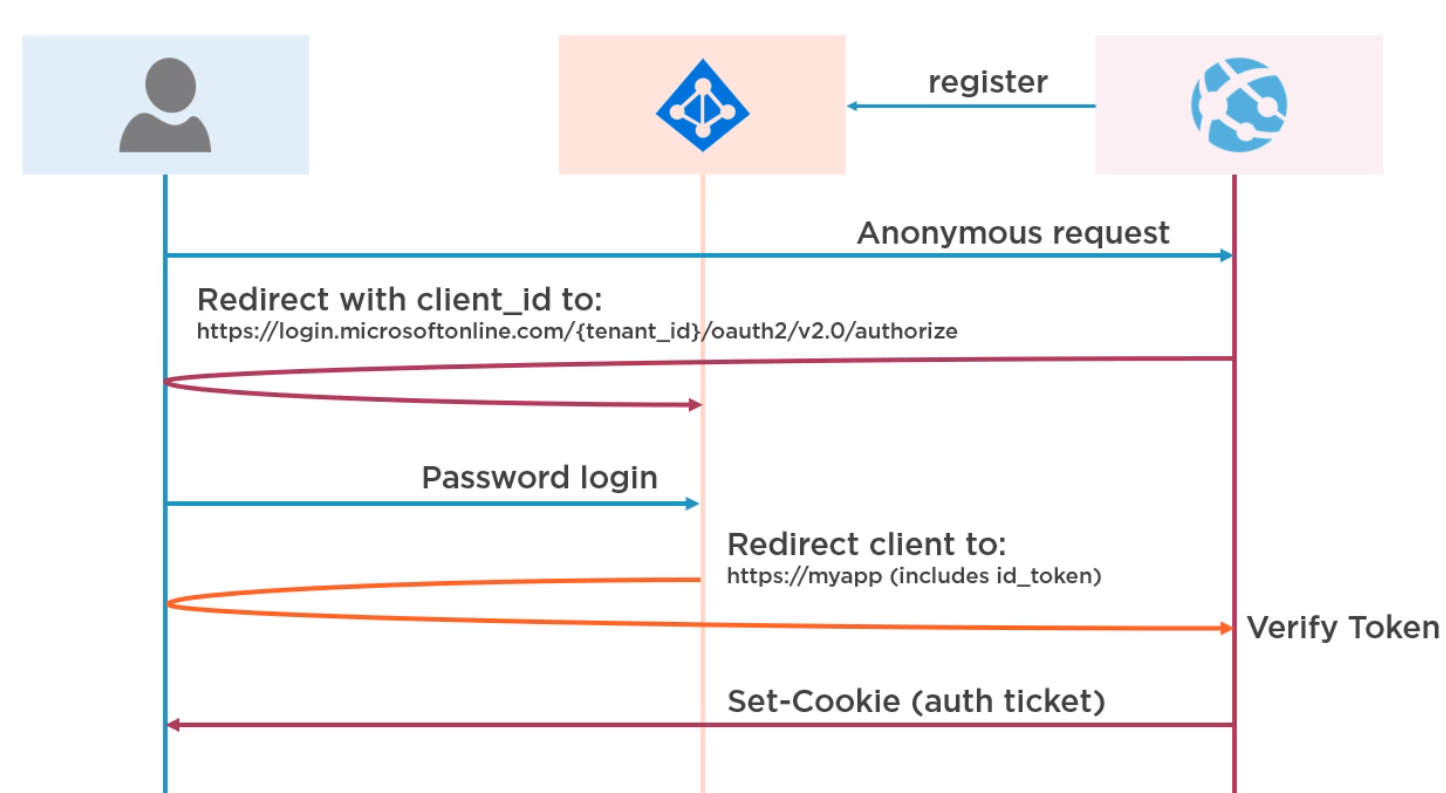 register
Anonymous request
Redirect with client_id to:
https://login.microsoftonline.com/{tenant_id}/oauth2/v2.0/authorize
Password login
Redirect client to:
https://myapp (includes id_token)
Verify Token
Set-Cookie (auth ticket)